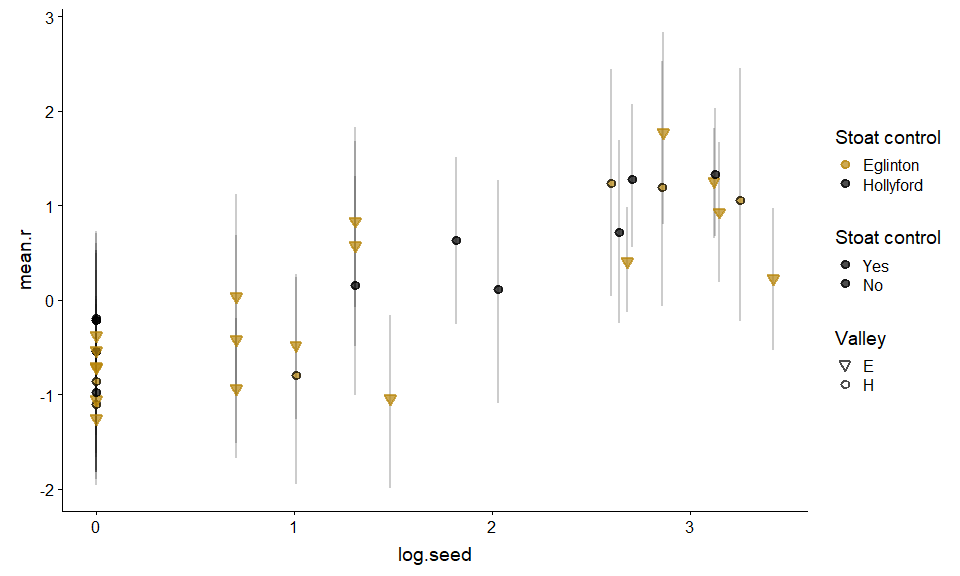 3
2
1
0
-1
-2
mean.r
0
1
2
3
log.seed
Stoat control
Eglinton
Hollyford
Stoat control
Yes
No
Valley
E
H